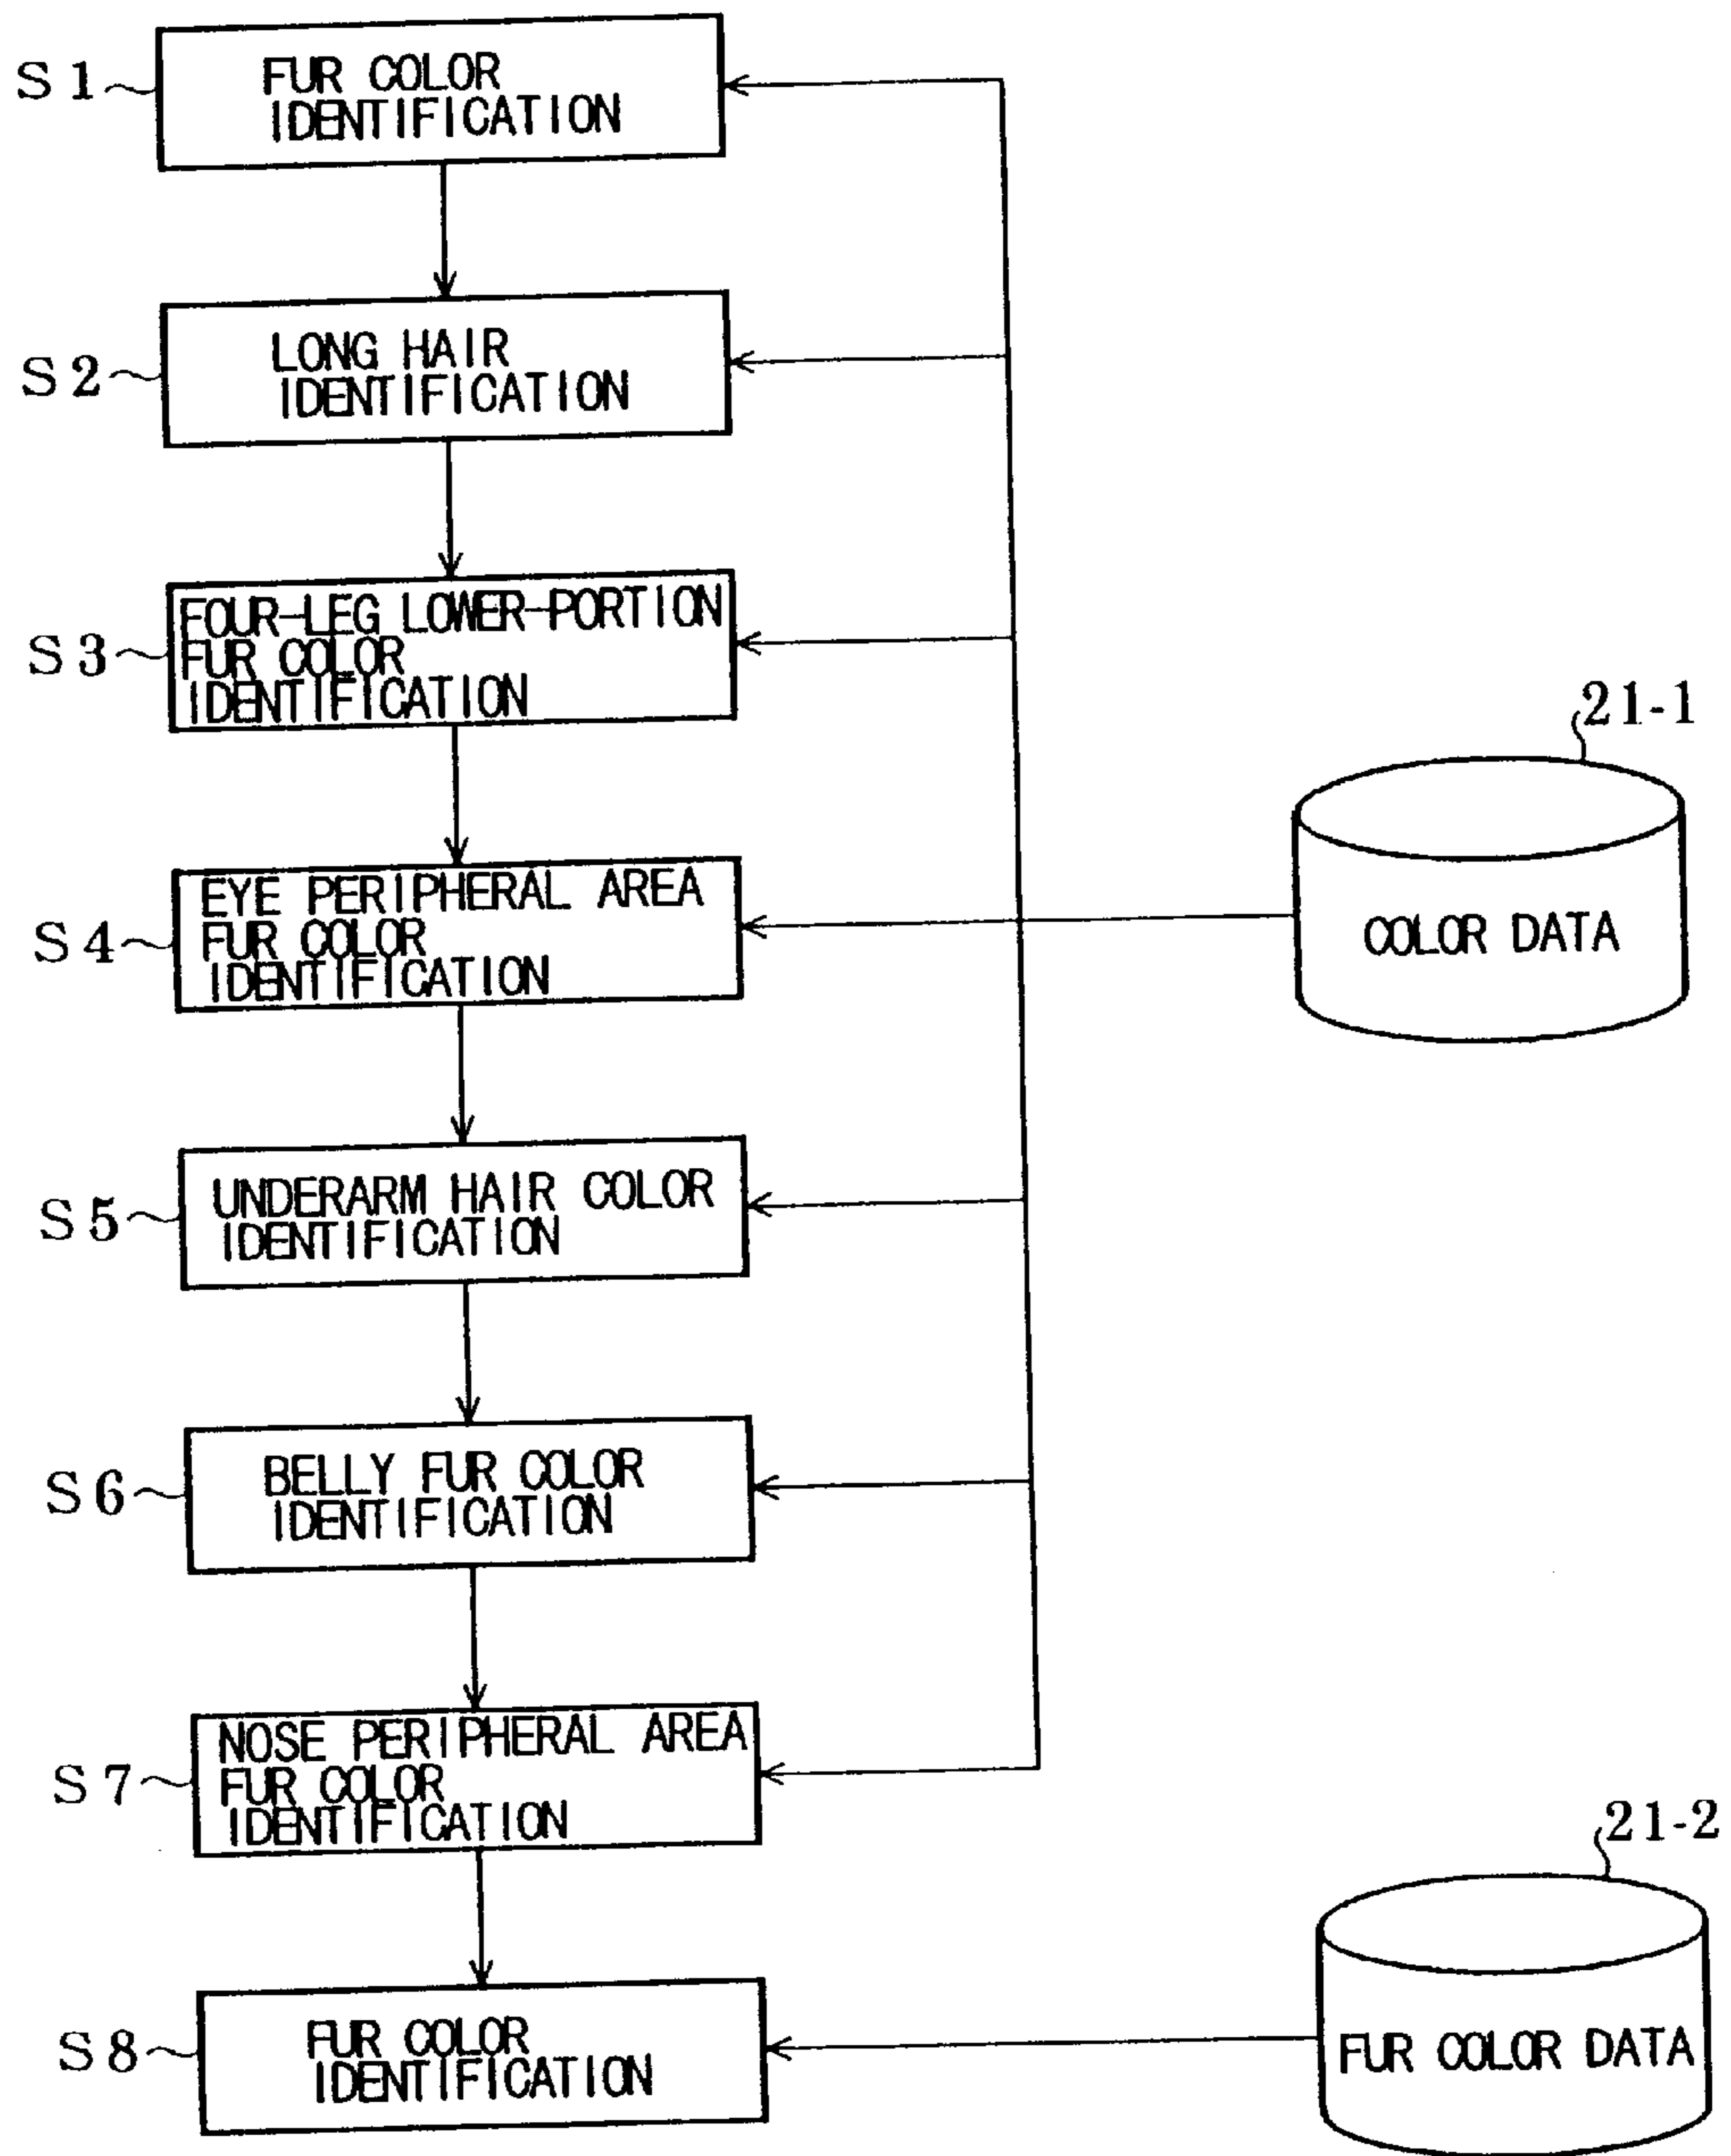 S1
FUR COLOR
IDENTIFICATION
S2
LONG HAIR
IDENTIFICATION
S3
FOUR-LEG LOWER-PORTION
FUR COLOR
IDENTIFICATION
21-1
COLOR DATA
S4
EYE PERIPHERAL AREA
FUR COLOR
IDENTIFICATION
S5
UNDERARM HAIR COLOR
IDENTIFICATION
S6
BELLY FUR COLOR
IDENTIFICATION
S7
NOSE PERIPHERAL AREA
FUR COLOR
IDENTIFICATION
21-2
FUR COLOR DATA
S8
FUR COLOR
IDENTIFICATION